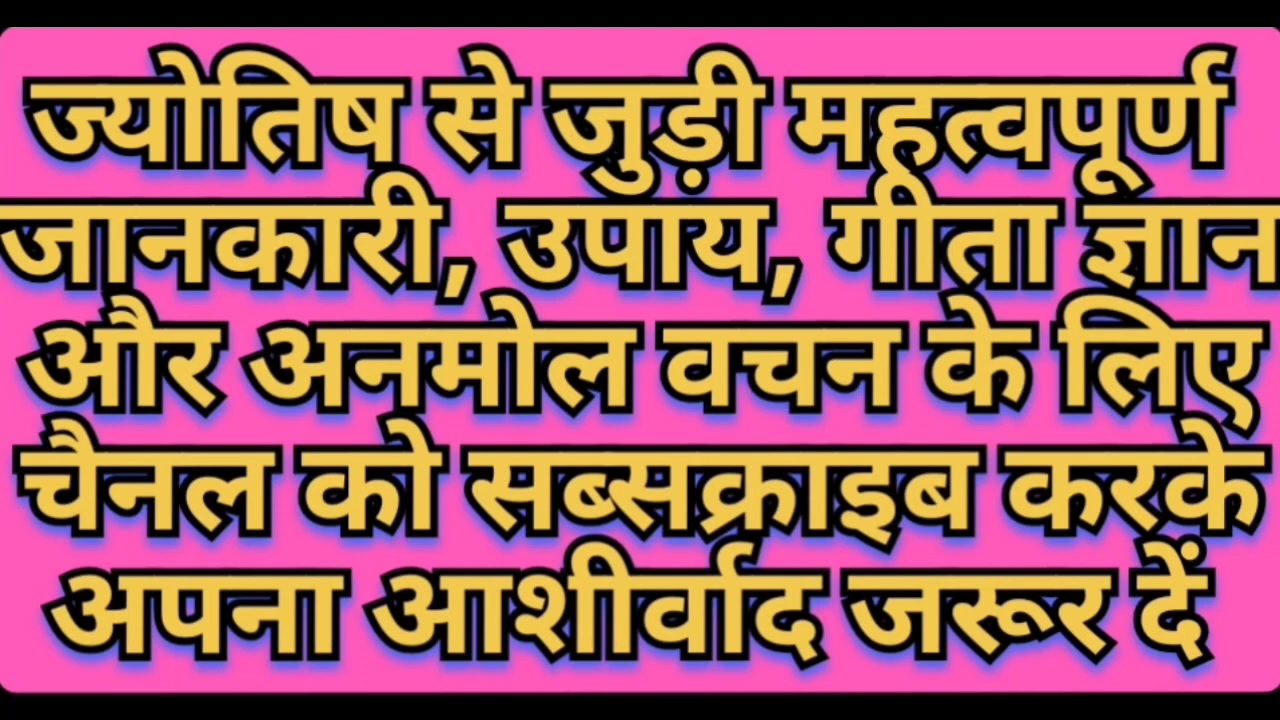 ज्योतिष से जुड़ी महत्वपूर्ण
जानकारी, उपाय, गीता ज्ञान
और अनमोल वचन के लिए
चैनल को सब्सक्राइब करके
अपना आशीर्वाद जरूर दें